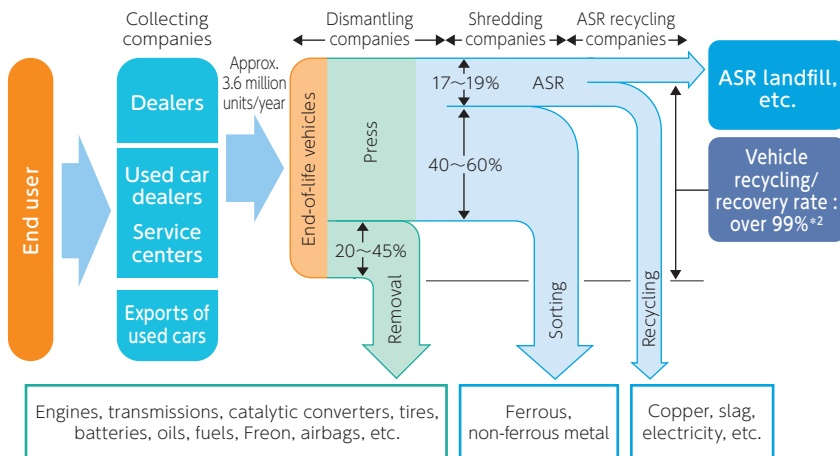 Collecting
companies
Dismantling
companies
Shredding
companies
ASR recycling
companies
Approx.
3.6 million
units/year
End user
Dealers
Used car
dealers
Service
centers
Exports of
used cars
End-of-life vehicles
Press
17～19%
ASR
40～60%
20～45%
Removal
Sorting
Recycling
ASR landfill,
etc.
Vehicle
recycling/
recovery rate :
over 99%*2
Engines, transmissions, catalytic converters, tires,
batteries, oils, fuels, Freon, airbags, etc.
Ferrous,
non-ferrous metal
Copper, slag,
electricity, etc.